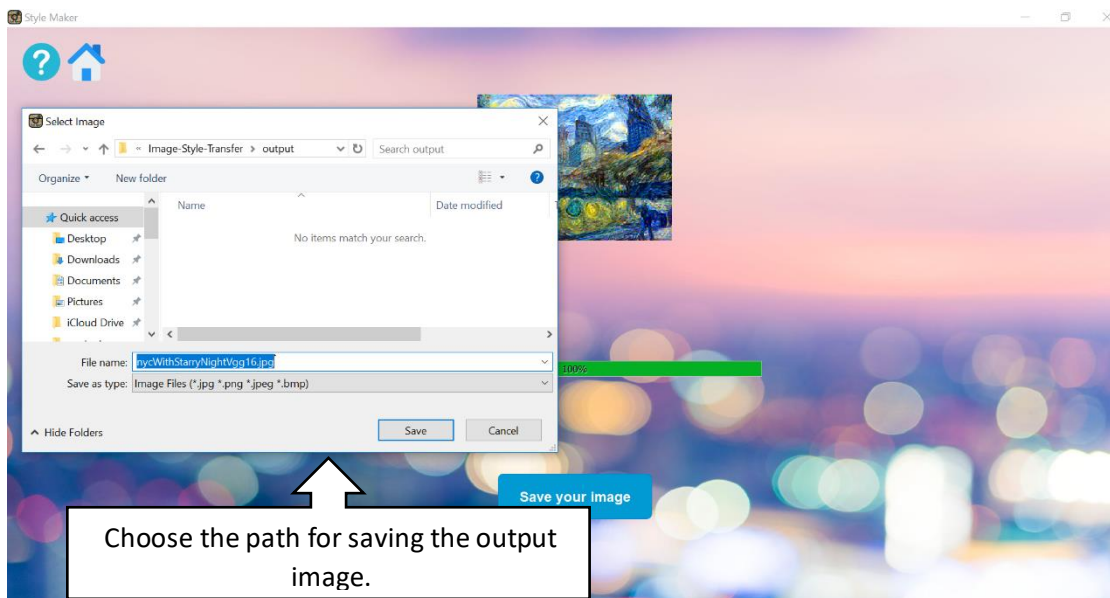 Style Maker
?
Select Image
« Image-Style-Transfer > output
Search output
Organize
New folder
?
Quick access
Desktop
Downloads
Documents
Pictures
iCloud Drive
Name
Date modified
No items match your search.
File name: nycWithStarryNightVgg16.jpg
Save as type: Image Files (*.jpg *.png *.jpeg *.bmp)
Hide Folders
Save
Cancel
100%
Save your image
Choose the path for saving the output
image.